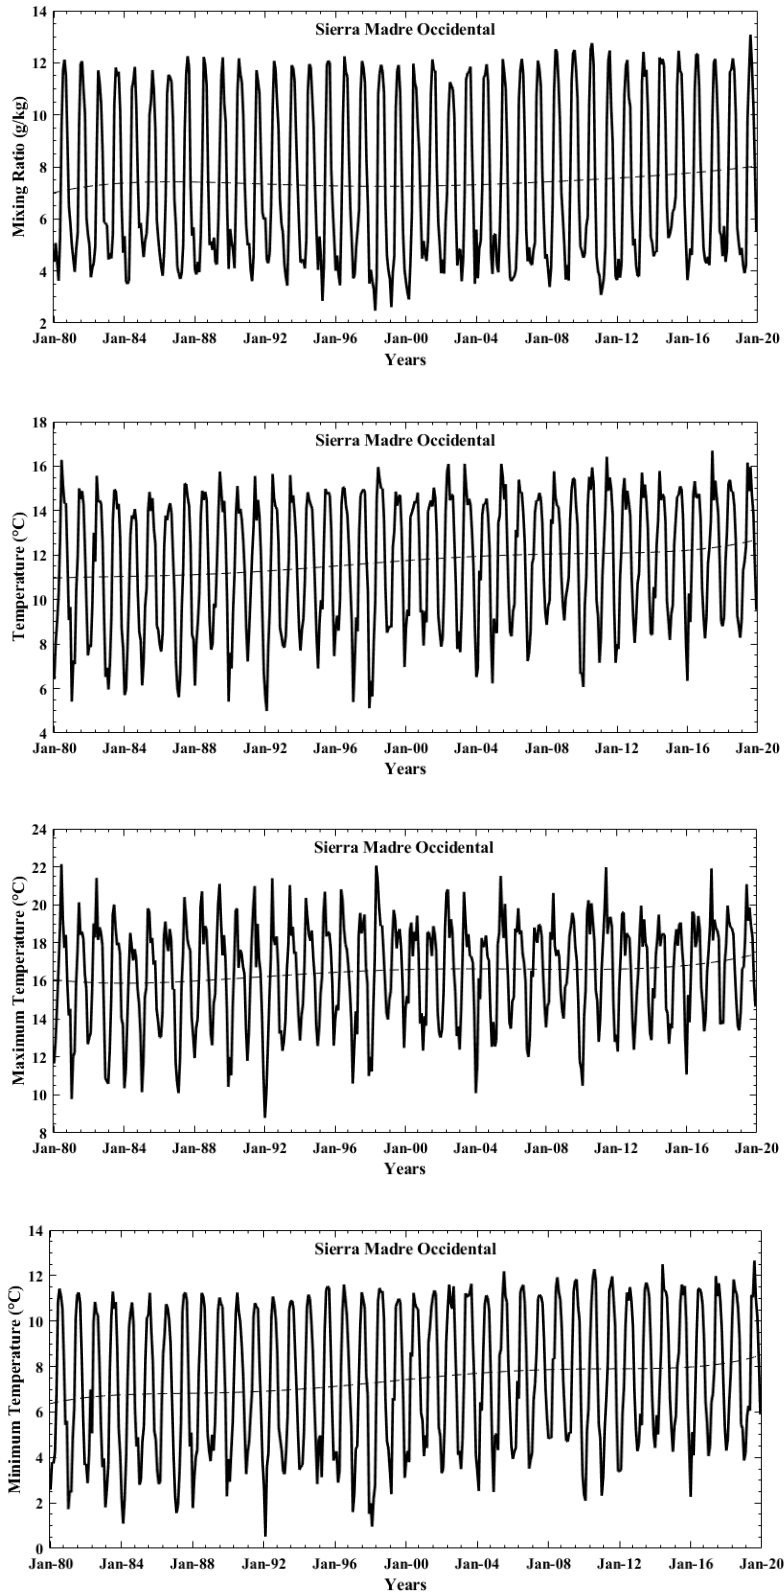 14
Sierra Madre Occidental
12
10
8
6
4
2
Mixing Ratio (g/kg)
Jan-80 Jan-84 Jan-88 Jan-92 Jan-96 Jan-00 Jan-04 Jan-08 Jan-12 Jan-16 Jan-20
Years
18
Sierra Madre Occidental
16
14
12
10
8
6
4
Temperature (°C)
Jan-80 Jan-84 Jan-88 Jan-92 Jan-96 Jan-00 Jan-04 Jan-08 Jan-12 Jan-16 Jan-20
Years
24
Sierra Madre Occidental
22
20
18
16
14
12
10
8
Maximum Temperature (°C)
Jan-80 Jan-84 Jan-88 Jan-92 Jan-96 Jan-00 Jan-04 Jan-08 Jan-12 Jan-16 Jan-20
Years
14
Sierra Madre Occidental
12
10
8
6
4
2
0
Minimum Temperature (°C)
Jan-80 Jan-84 Jan-88 Jan-92 Jan-96 Jan-00 Jan-04 Jan-08 Jan-12 Jan-16 Jan-20
Years